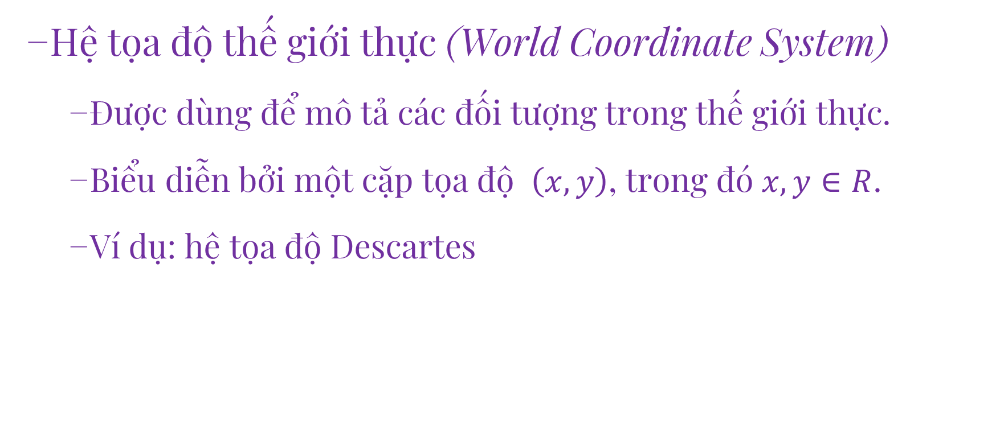 –Hệ tọa độ thế giới thực (World Coordinate System)
–Được dùng để mô tả các đối tượng trong thế giới thực.
–Biểu diễn bởi một cặp tọa độ (x, y), trong đó x, y ∈ R.
–Ví dụ: hệ tọa độ Descartes